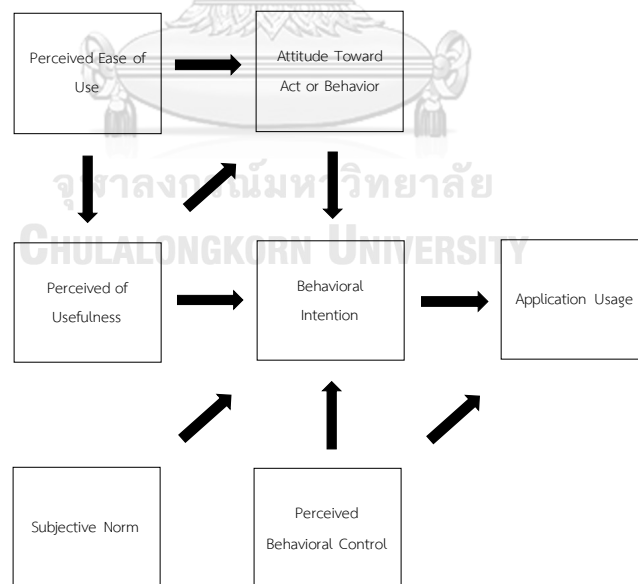 Perceived Ease of
Use
Attitude Toward
Act or Behavior
จุฬาลงกรณ์มหาวิทยาลัย
CHULALONGKORN UNIVERSITY
Perceived of
Usefulness
Behavioral
Intention
Application Usage
Subjective Norm
Perceived
Behavioral Control